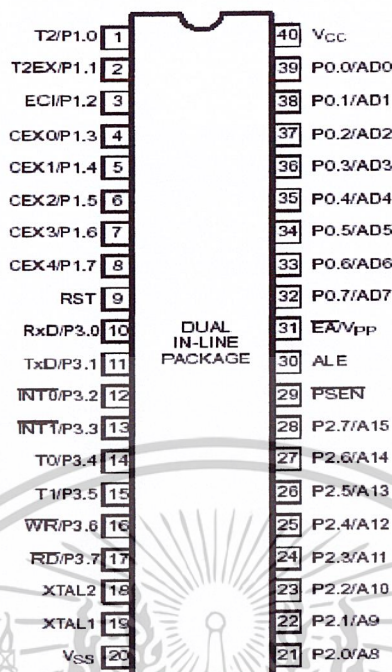 T2/P1.0 1 40 VCC
T2EX/P1.1 2 39 P0.0/AD0
ECI/P1.2 3 38 P0.1/AD1
CEX0/P1.3 4 37 P0.2/AD2
CEX1/P1.4 5 36 P0.3/AD3
CEX2/P1.5 6 35 P0.4/AD4
CEX3/P1.6 7 34 P0.5/AD5
CEX4/P1.7 8 33 P0.6/AD6
RST 9 32 P0.7/AD7
RxD/P3.0 10 DUAL 31 E̅A̅/VPP
TxD/P3.1 11 IN-LINE PACKAGE 30 ALE
I̅N̅T̅0̅/P3.2 12 29 P̅S̅E̅N̅
I̅N̅T̅1̅/P3.3 13 28 P2.7/A15
T0/P3.4 14 27 P2.6/A14
T1/P3.5 15 26 P2.5/A13
W̅R̅/P3.6 16 25 P2.4/A12
R̅D̅/P3.7 17 24 P2.3/A11
XTAL2 18 23 P2.2/A10
XTAL1 19 22 P2.1/A9
VSS 20 21 P2.0/A8